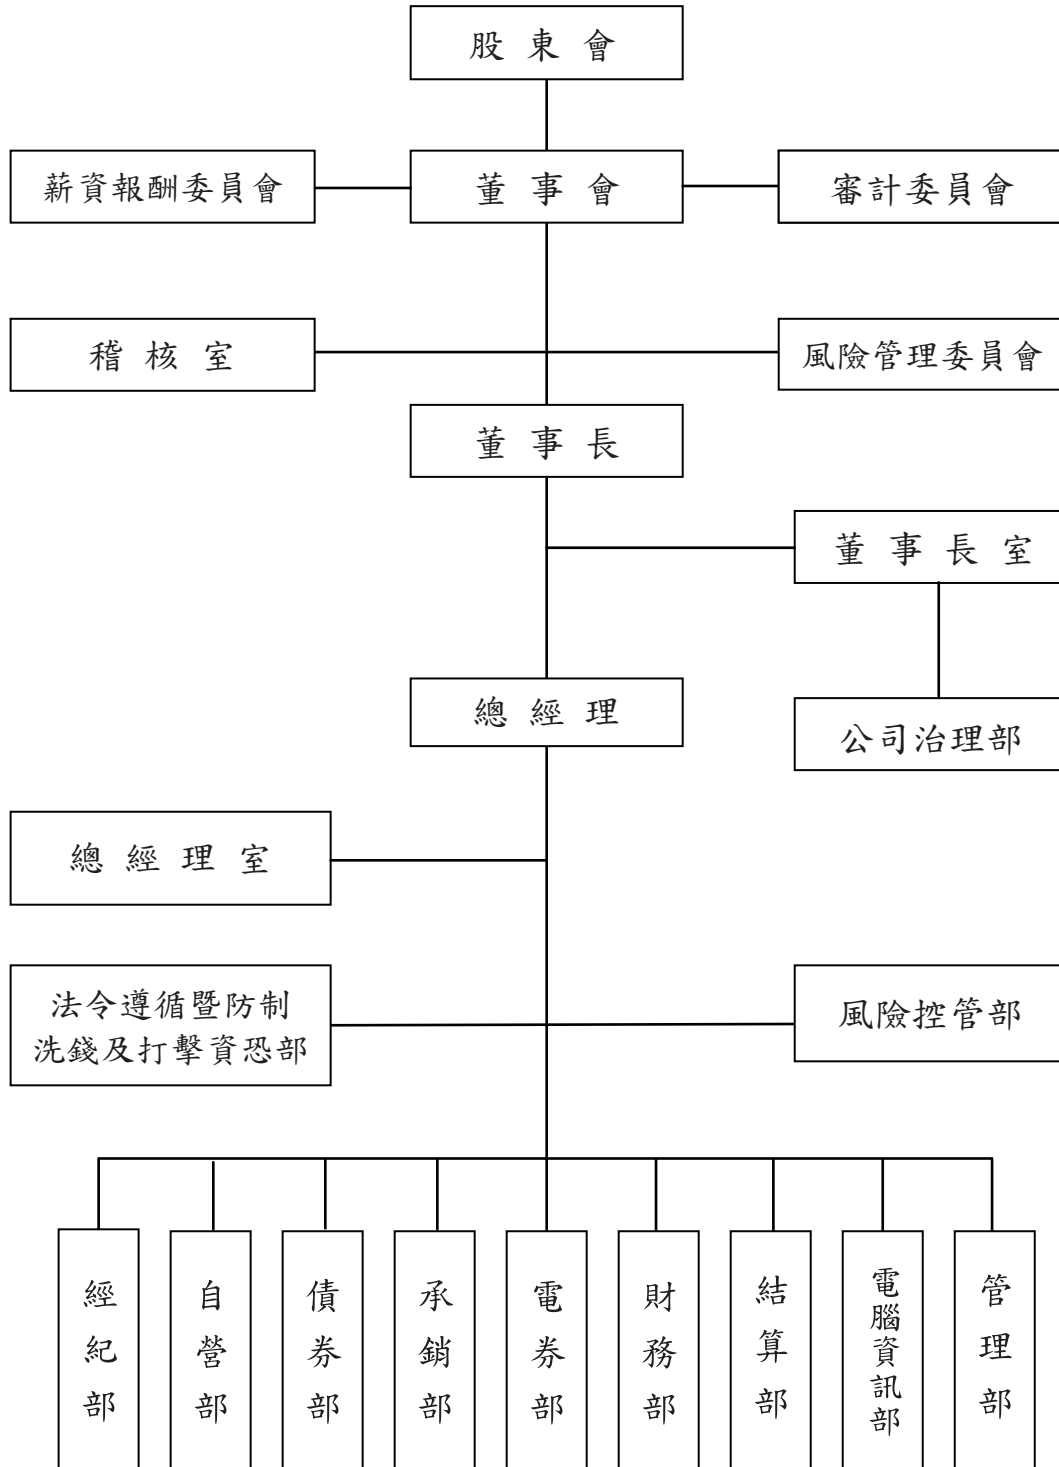 股東會
薪資報酬委員會
董事會
審計委員會
稽核室
風險管理委員會
董事長
董事長室
總經理
公司治理部
總經理室
法令遵循暨防制
洗錢及打擊資恐部
風險控管部
經紀部
自營部
債券部
承銷部
電券部
財務部
結算部
電腦資訊部
管理部